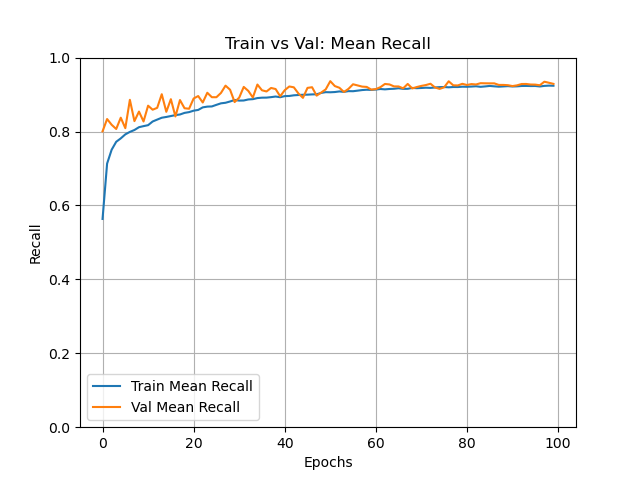 Train vs Val: Mean Recall
1.0
0.8
0.6
0.4
0.2
0.0
Recall
Train Mean Recall
Val Mean Recall
0 20 40 60 80 100
Epochs